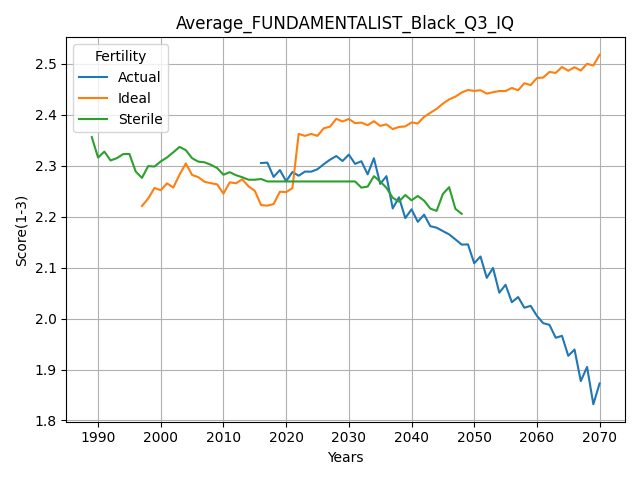 Average_FUNDAMENTALIST_Black_Q3_IQ
Fertility
Actual
Ideal
Sterile
Score(1-3)
2.5
2.4
2.3
2.2
2.1
2.0
1.9
1.8
1990 2000 2010 2020 2030 2040 2050 2060 2070
Years